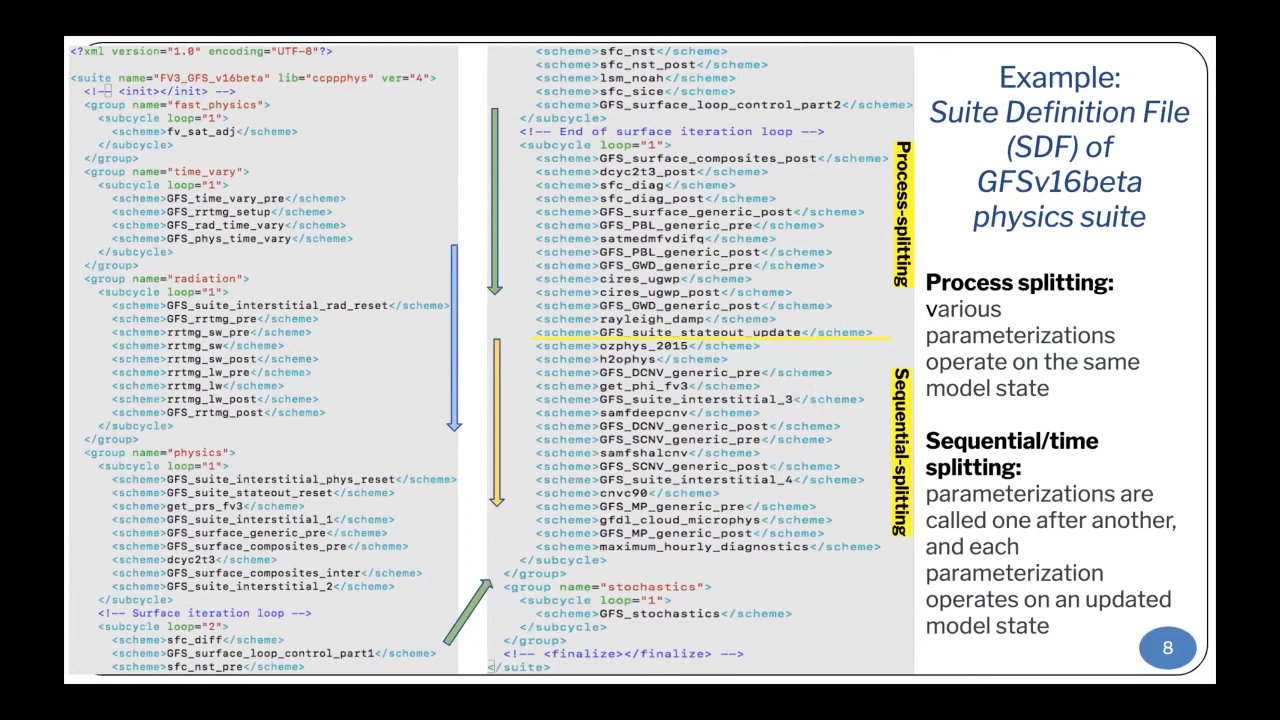 <?xml version="1.0" encoding="UTF-8"?>
<suite name="FV3_GFS_v16beta" lib="ccppphys" ver="4">
<!-- <init></init> -->
<group name="fast_physics">
<subcycle loop="1">
<scheme>fv_sat_adj</scheme>
</subcycle>
</group>
<group name="time_vary">
<subcycle loop="1">
<scheme>GFS_time_vary_pre</scheme>
<scheme>GFS_rrtmg_setup</scheme>
<scheme>GFS_rad_time_vary</scheme>
<scheme>GFS_phys_time_vary</scheme>
</subcycle>
</group>
<group name="radiation">
<subcycle loop="1">
<scheme>GFS_suite_interstitial_rad_reset</scheme>
<scheme>GFS_rrtmg_pre</scheme>
<scheme>rrtmg_sw_pre</scheme>
<scheme>rrtmg_sw</scheme>
<scheme>rrtmg_sw_post</scheme>
<scheme>rrtmg_lw_pre</scheme>
<scheme>rrtmg_lw</scheme>
<scheme>rrtmg_lw_post</scheme>
<scheme>GFS_rrtmg_post</scheme>
</subcycle>
</group>
<group name="physics">
<subcycle loop="1">
<scheme>GFS_suite_interstitial_phys_reset</scheme>
<scheme>GFS_suite_stateout_reset</scheme>
<scheme>get_prs_fv3</scheme>
<scheme>GFS_suite_interstitial_1</scheme>
<scheme>GFS_surface_generic_pre</scheme>
<scheme>GFS_surface_composites_pre</scheme>
<scheme>dcyc2t3</scheme>
<scheme>GFS_surface_composites_inter</scheme>
<scheme>GFS_suite_interstitial_2</scheme>
</subcycle>
<!-- Surface iteration loop -->
<subcycle loop="2">
<scheme>sfc_diff</scheme>
<scheme>GFS_surface_loop_control_part1</scheme>
<scheme>sfc_nst_pre</scheme>
<scheme>sfc_nst</scheme>
<scheme>sfc_nst_post</scheme>
<scheme>lsm_noah</scheme>
<scheme>sfc_sice</scheme>
<scheme>GFS_surface_loop_control_part2</scheme>
</subcycle>
<!-- End of surface iteration loop -->
<subcycle loop="1">
<scheme>GFS_surface_composites_post</scheme>
<scheme>dcyc2t3_post</scheme>
<scheme>sfc_diag</scheme>
<scheme>sfc_diag_post</scheme>
<scheme>GFS_surface_generic_post</scheme>
<scheme>GFS_PBL_generic_pre</scheme>
<scheme>satmedmfvdifq</scheme>
<scheme>GFS_PBL_generic_post</scheme>
<scheme>GFS_GWD_generic_pre</scheme>
<scheme>cires_ugwp</scheme>
<scheme>cires_ugwp_post</scheme>
<scheme>GFS_GWD_generic_post</scheme>
<scheme>rayleigh_damp</scheme>
<scheme>GFS_suite_stateout_update</scheme>
<scheme>ozphys_2015</scheme>
<scheme>h2ophys</scheme>
<scheme>GFS_DCNV_generic_pre</scheme>
<scheme>get_phi_fv3</scheme>
<scheme>GFS_suite_interstitial_3</scheme>
<scheme>samfdeepcnv</scheme>
<scheme>GFS_DCNV_generic_post</scheme>
<scheme>GFS_SCNV_generic_pre</scheme>
<scheme>samfshalcnv</scheme>
<scheme>GFS_SCNV_generic_post</scheme>
<scheme>GFS_suite_interstitial_4</scheme>
<scheme>cnvc90</scheme>
<scheme>GFS_MP_generic_pre</scheme>
<scheme>gfdl_cloud_microphys</scheme>
<scheme>GFS_MP_generic_post</scheme>
<scheme>maximum_hourly_diagnostics</scheme>
</subcycle>
</group>
<group name="stochastics">
<subcycle loop="1">
<scheme>GFS_stochastics</scheme>
</subcycle>
</group>
<!-- <finalize></finalize> -->
</suite>
Process-splitting
Sequential-splitting
Example:
Suite Definition File
(SDF) of
GFSv16beta
physics suite
Process splitting:
various
parameterizations
operate on the same
model state
Sequential/time
splitting:
parameterizations are
called one after another,
and each
parameterization
operates on an updated
model state
8